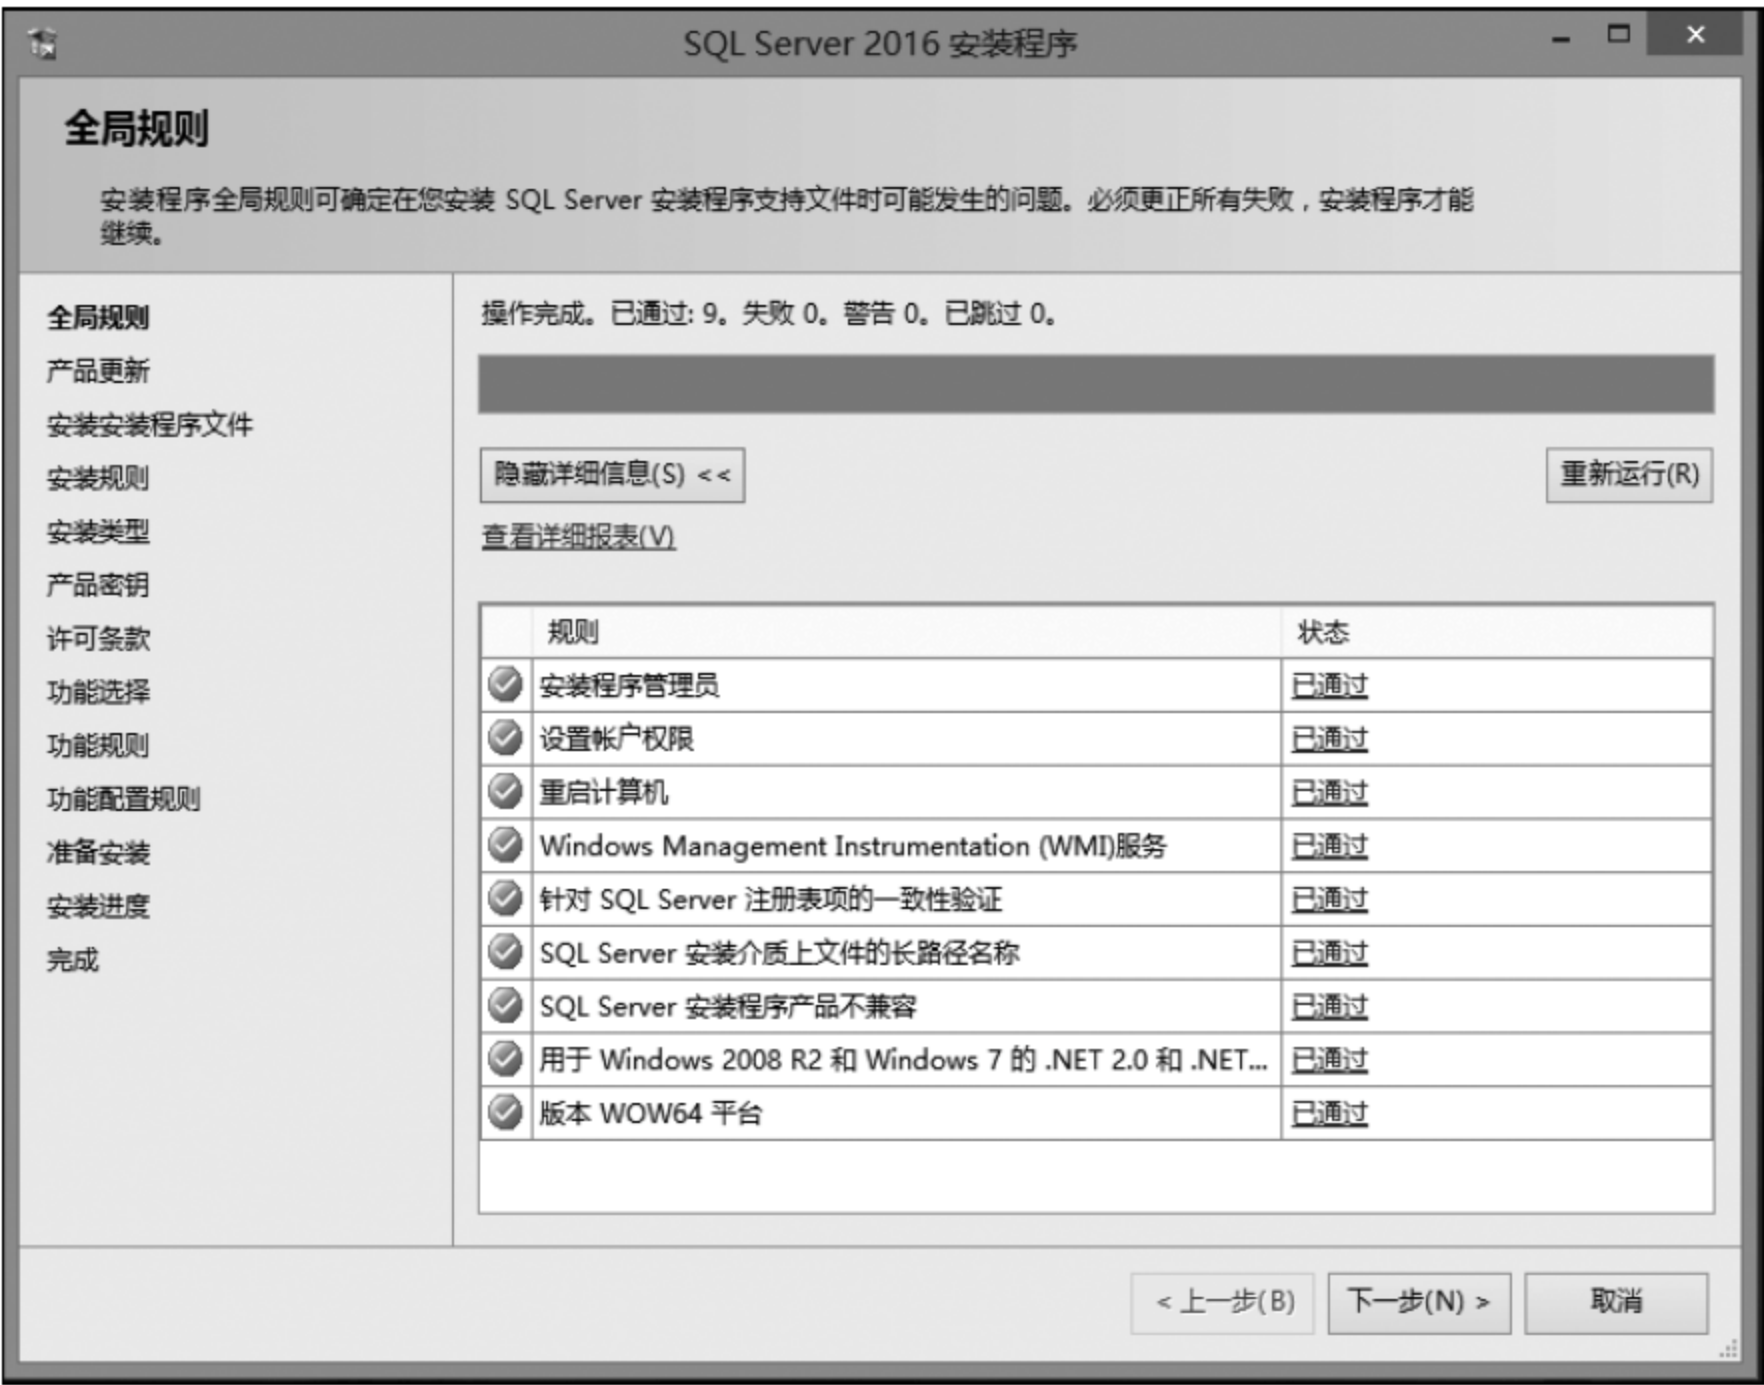 SQL Server 2016 安装程序
全局规则
安装程序全局规则可确定在您安装 SQL Server 安装程序支持文件时可能发生的问题。必须更正所有失败，安装程序才能
继续。
全局规则
产品更新
安装安装程序文件
安装规则
安装类型
产品密钥
许可条款
功能选择
功能规则
功能配置规则
准备安装
安装进度
完成
操作完成。已通过: 9。失败 0。警告 0。已跳过 0。
隐藏详细信息(S) <<
重新运行(R)
查看详细报表(V)
规则 状态
安装程序管理员 已通过
设置帐户权限 已通过
重启计算机 已通过
Windows Management Instrumentation (WMI)服务 已通过
针对 SQL Server 注册表项的一致性验证 已通过
SQL Server 安装介质上文件的长路径名称 已通过
SQL Server 安装程序产品不兼容 已通过
用于 Windows 2008 R2 和 Windows 7 的 .NET 2.0 和 .NET... 已通过
版本 WOW64 平台 已通过
< 上一步(B) 下一步(N) > 取消